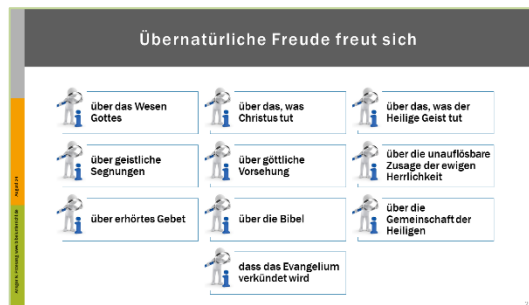 Übernatürliche Freude freut sich
über das Wesen
Gottes
über das, was
Christus tut
über das, was der
Heilige Geist tut
über geistliche
Segnungen
über göttliche
Vorsehung
über die unauflösbare
Zusage der ewigen
Herrlichkeit
über erhörtes Gebet
über die Bibel
über die
Gemeinschaft der
Heiligen
dass das Evangelium
verkündet wird